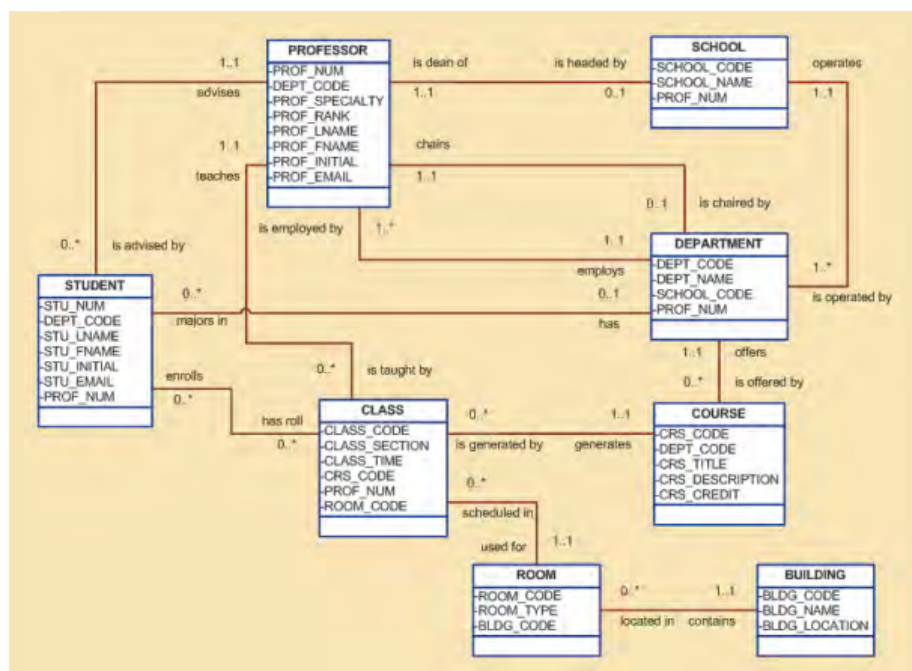 PROFESSOR
-PROF_NUM
-DEPT_CODE
-PROF_SPECIALTY
-PROF_RANK
-PROF_LNAME
-PROF_FNAME
-PROF_INITIAL
-PROF_EMAIL
SCHOOL
-SCHOOL_CODE
-SCHOOL_NAME
-PROF_NUM
1..1
advises
is dean of
1..1
is headed by
0..1
operates
1..1
1..1
teaches
chairs
1..1
is employed by
1..*
0..1
is chaired by
1..1
employs
DEPARTMENT
-DEPT_CODE
-DEPT_NAME
-SCHOOL_CODE
-PROF_NUM
1..*
is operated by
0..*
is advised by
STUDENT
-STU_NUM
-DEPT_CODE
-STU_LNAME
-STU_FNAME
-STU_INITIAL
-STU_EMAIL
-PROF_NUM
0..*
majors in
0..1
has
enrolls
0..*
0..*
is taught by
1..1
offers
0..*
is offered by
has roll
0..*
CLASS
-CLASS_CODE
-CLASS_SECTION
-CLASS_TIME
-CRS_CODE
-PROF_NUM
-ROOM_CODE
0..*
is generated by
1..1
generates
COURSE
-CRS_CODE
-DEPT_CODE
-CRS_TITLE
-CRS_DESCRIPTION
-CRS_CREDIT
0..*
scheduled in
used for
1..1
ROOM
-ROOM_CODE
-ROOM_TYPE
-BLDG_CODE
0..*
located in
1..1
contains
BUILDING
-BLDG_CODE
-BLDG_NAME
-BLDG_LOCATION